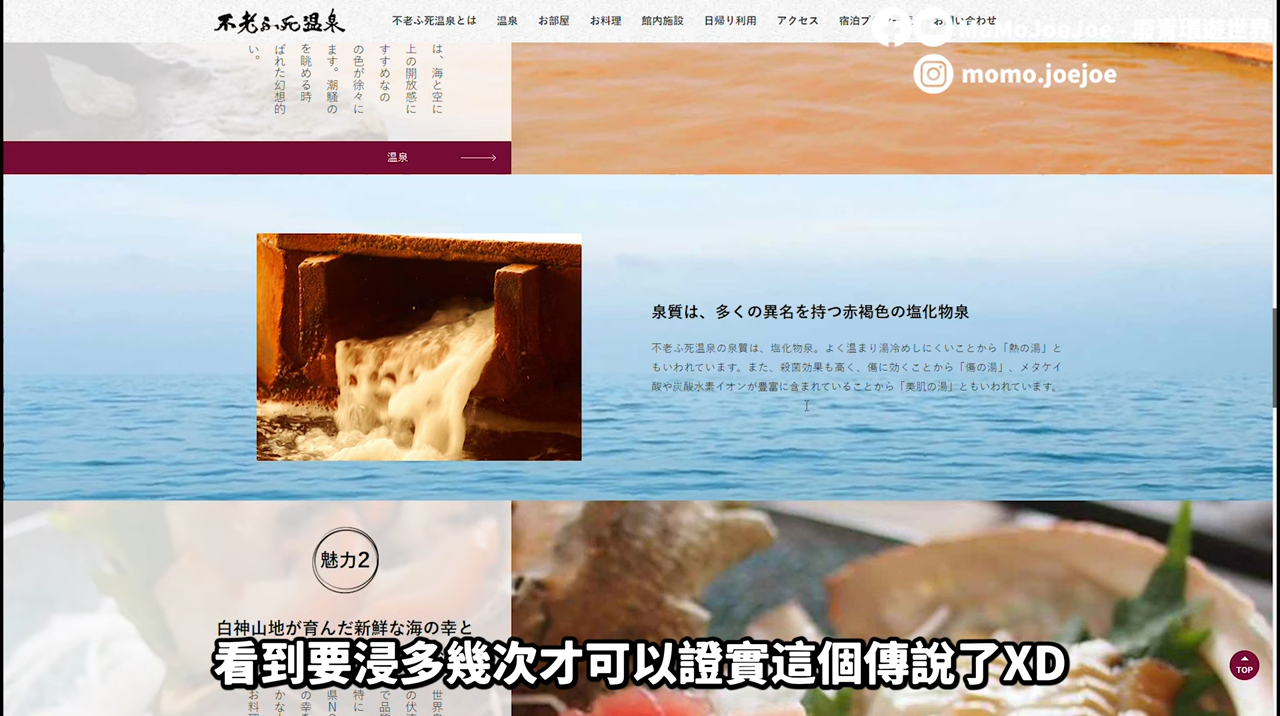 不老ふ死温泉
不老ふ死温泉とは 温泉 お部屋 お料理 館内施設 日帰り利用 アクセス 宿泊プ
お問い合わせ
MoMoJoeJoe
momo.joejoe
は、海と空に
上の開放感に
すすめなの
の色が徐々に
ます。潮騒の
を眺める時
ばれた幻想的
い。
温泉
泉質は、多くの異名を持つ赤褐色の塩化物泉
不老ふ死温泉の泉質は、塩化物泉。よく温まり湯冷めしにくいことから「熱の湯」と
もいわれています。また、殺菌効果も高く、傷に効くことから「傷の湯」、メタケイ
酸や炭酸水素イオンが豊富に含まれていることから「美肌の湯」ともいわれています。
魅力2
白神山地が育んだ新鮮な海の幸と
看到要浸多幾次才可以證實這個傳說了XD
TOP